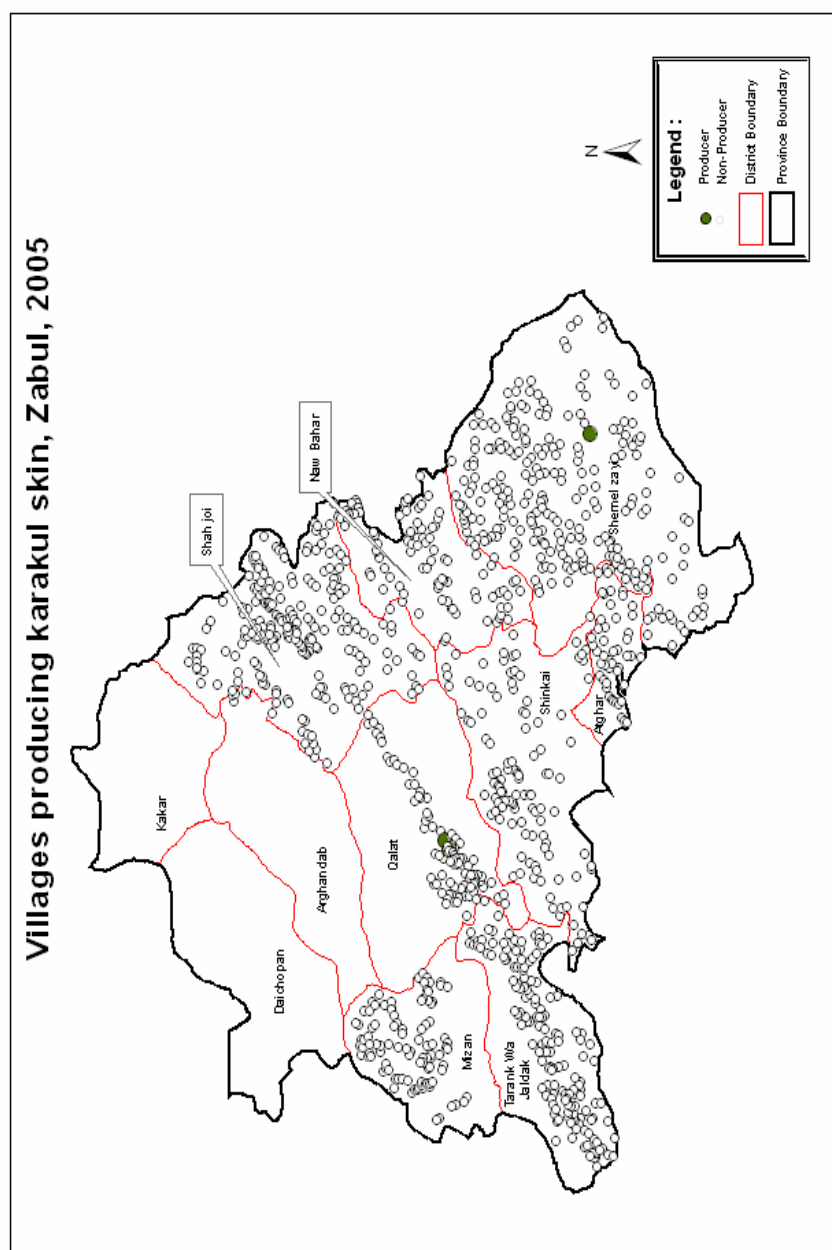 Villages producing karakul skin, Zabul, 2005
Kakar
Shah joi
Daichopan
Arghandab
Naw Bahar
Qalat
Mizan
Tarank Wa
Jaldak
Shinkai
Atghar
Shemel zayi
N
Legend :
Producer
Non-Producer
District Boundary
Province Boundary